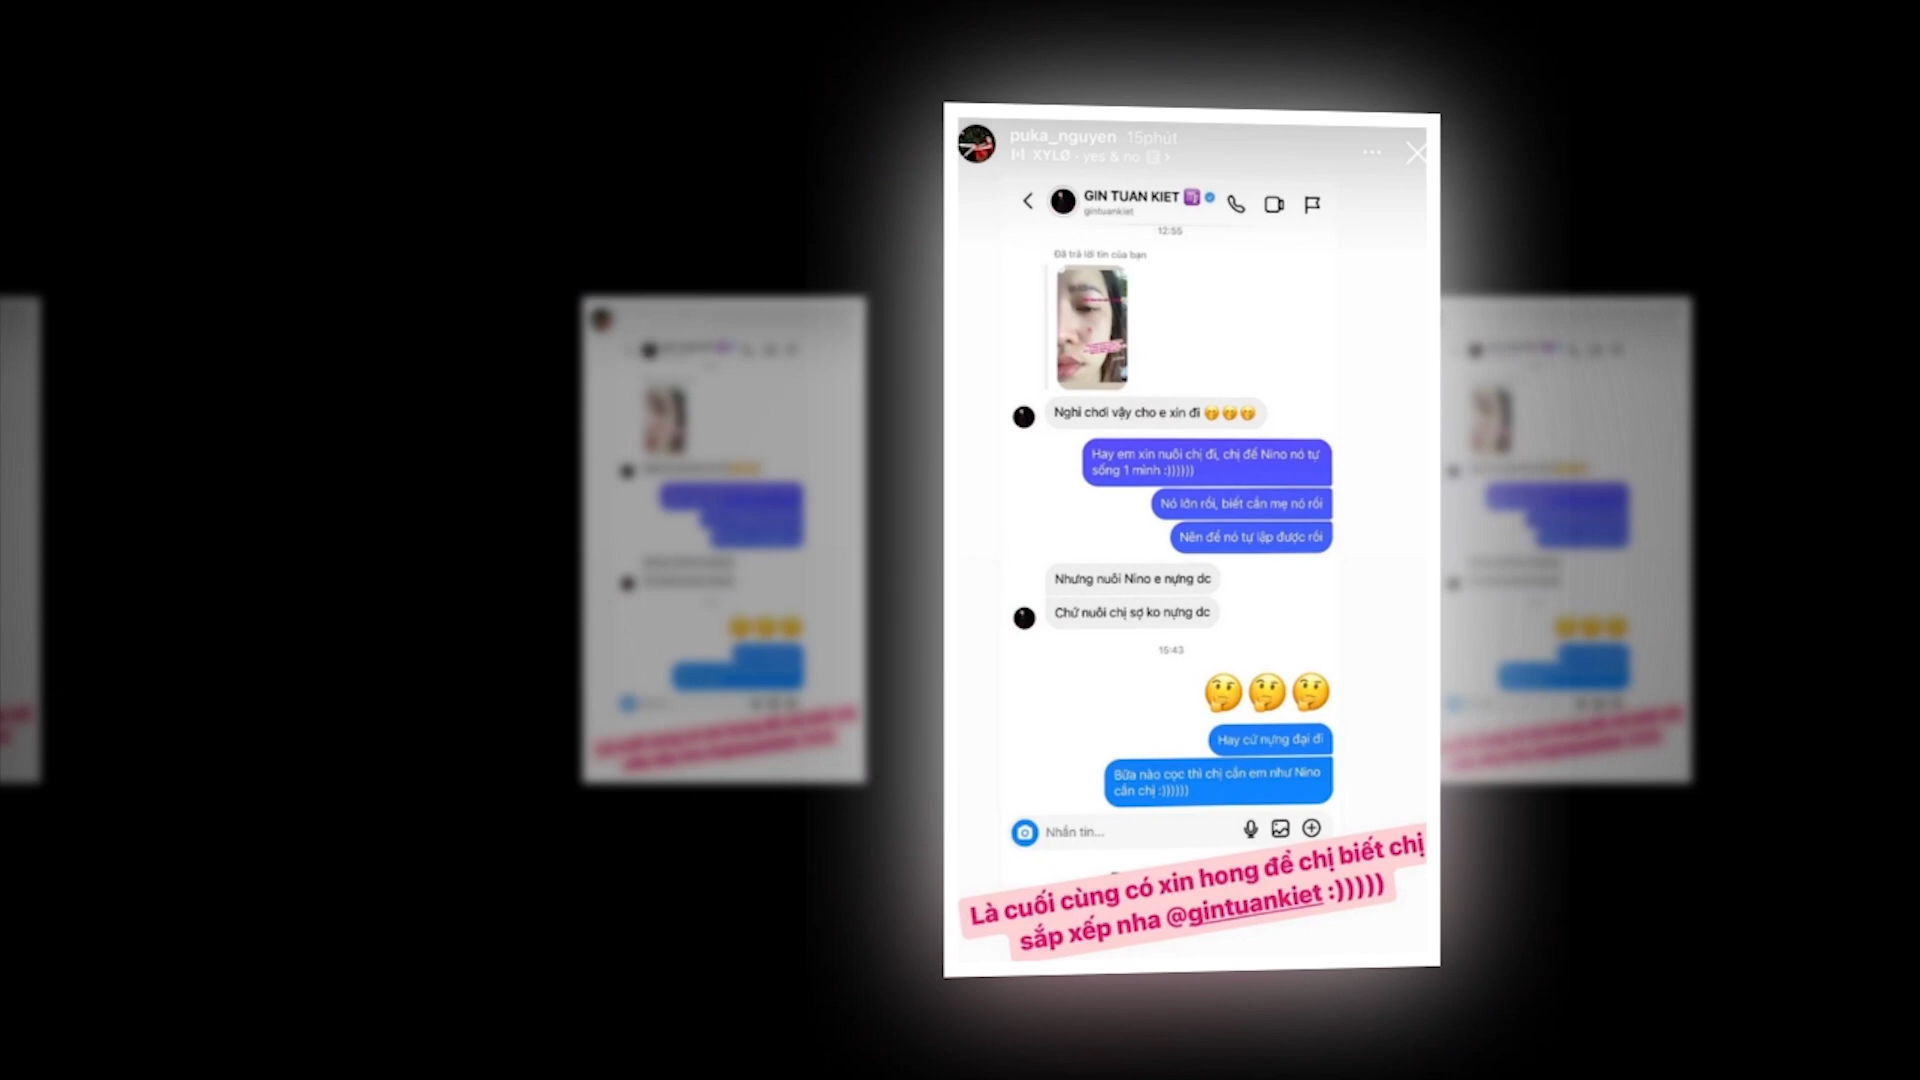 puka_nguyen 15phút
XYLØ · yes & no
GIN TUAN KIET
gintuankiet
12:55
Đã trả lời tin của bạn
Nghỉ chơi vậy cho e xin đi 🤭🤭🤭
Hay em xin nuôi chị đi, chị để Nino nó tự
sống 1 mình :))))))
Nó lớn rồi, biết cắn mẹ nó rồi
Nên để nó tự lập được rồi
Nhưng nuôi Nino e nựng dc
Chứ nuôi chị sợ ko nựng dc
15:43
🤔🤔🤔
Hay cứ nựng đại đi
Bữa nào cọc thì chị cắn em như Nino
cắn chị :))))))
Nhắn tin...
Là cuối cùng có xin hong để chị biết chị
sắp xếp nha @gintuankiet :)))))